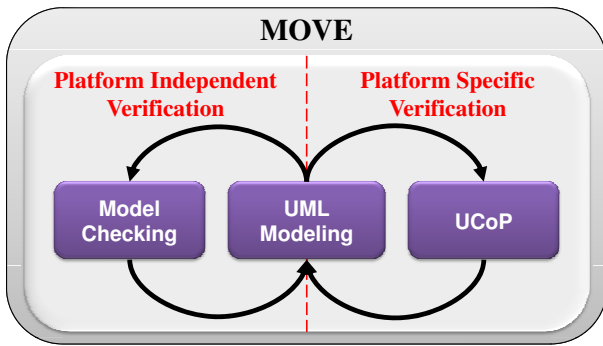 MOVE
Platform Independent
Verification
Platform Specific
Verification
Model
Checking
UML
Modeling
UCoP